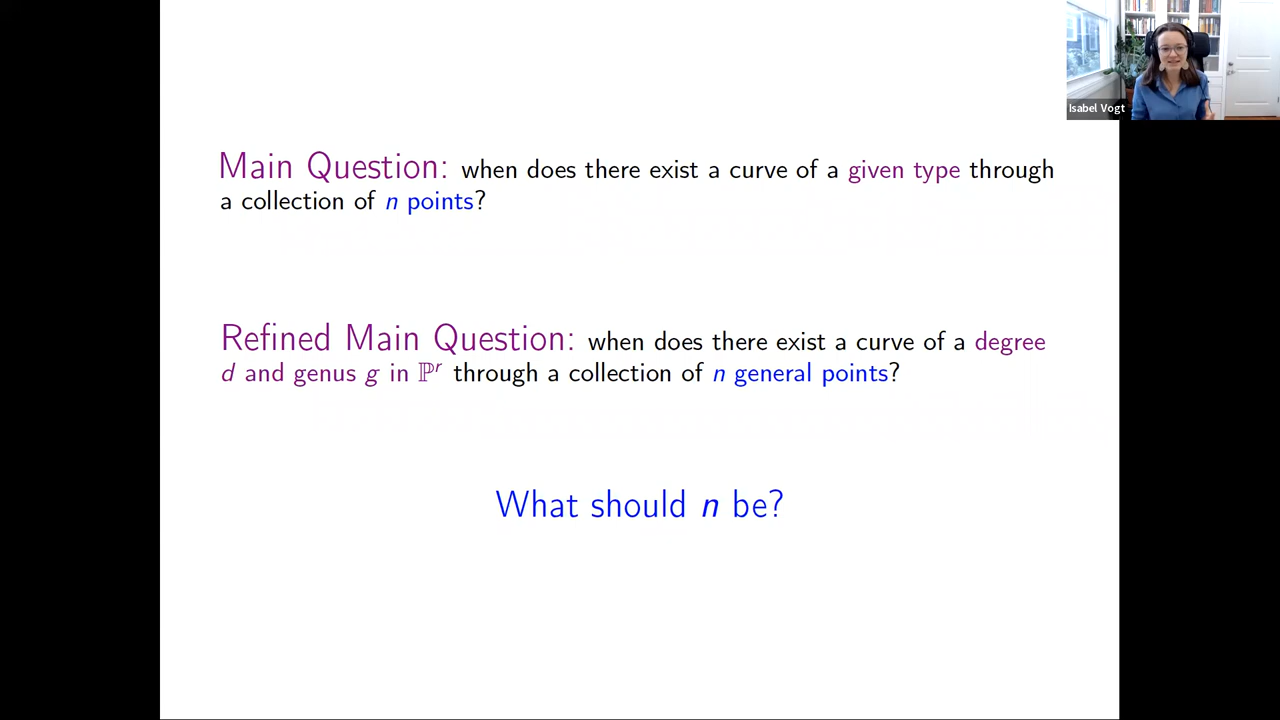 Isabel Vogt
Main Question: when does there exist a curve of a given type through
a collection of n points?
Refined Main Question: when does there exist a curve of a degree
d and genus g in ℙʳ through a collection of n general points?
What should n be?